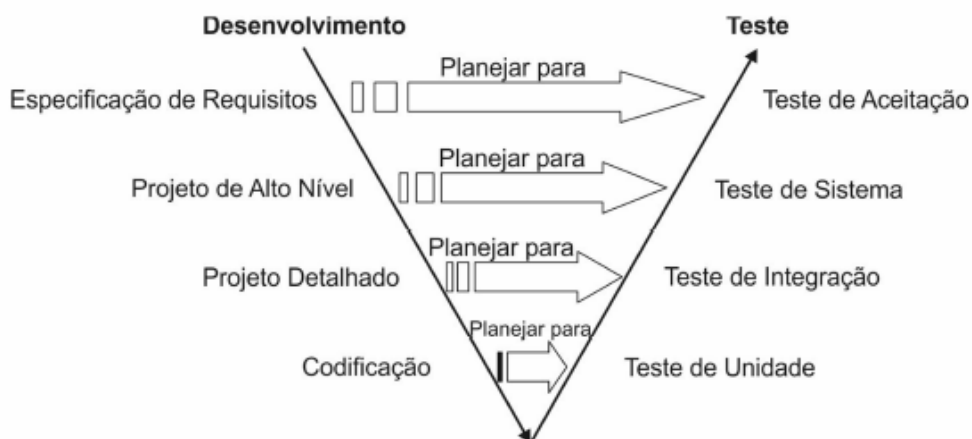 Desenvolvimento
Teste
Planejar para
Especificação de Requisitos
Teste de Aceitação
Planejar para
Projeto de Alto Nível
Teste de Sistema
Planejar para
Projeto Detalhado
Teste de Integração
Planejar para
Codificação
Teste de Unidade